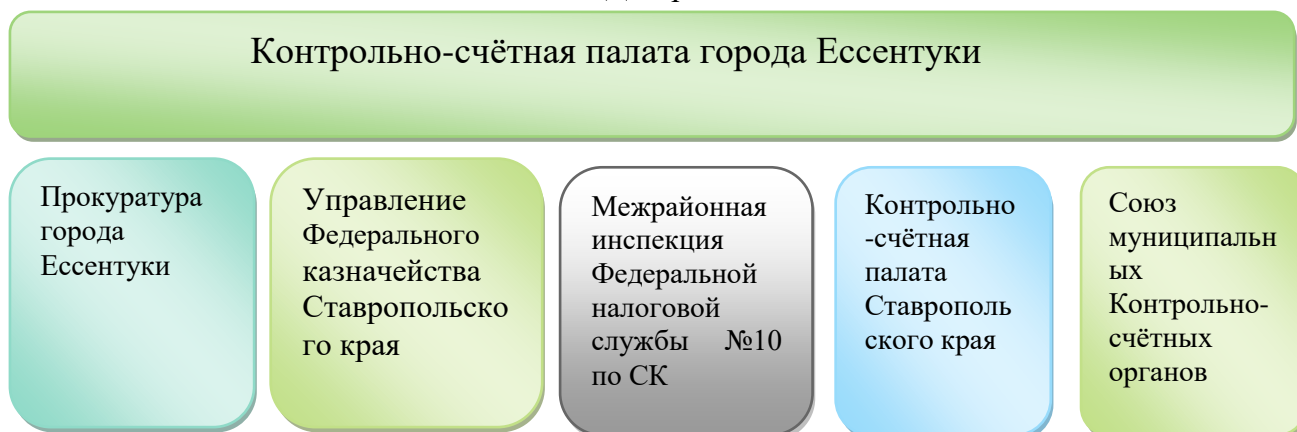 Контрольно-счётная палата города Ессентуки
Прокуратура
города
Ессентуки
Управление
Федерального
казначейства
Ставропольско
го края
Межрайонная
инспекция
Федеральной
налоговой
службы №10
по СК
Контрольно
-счётная
палата
Ставрополь
ского края
Союз
муниципальн
ых
Контрольно-
счётных
органов